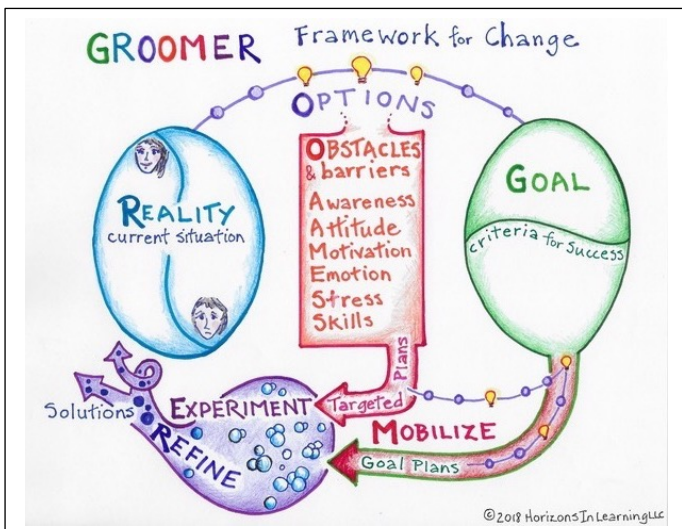 GROOMER Framework for Change
OPTIONS
OBSTACLES
& barriers
Awareness
Attitude
Motivation
Emotion
Stress
Skills
REALITY
current situation
GOAL
criteria for success
Plans
Targeted
EXPERIMENT
Solutions
REFINE
MOBILIZE
Goal Plans
©2018 HorizonsInLearningLLC